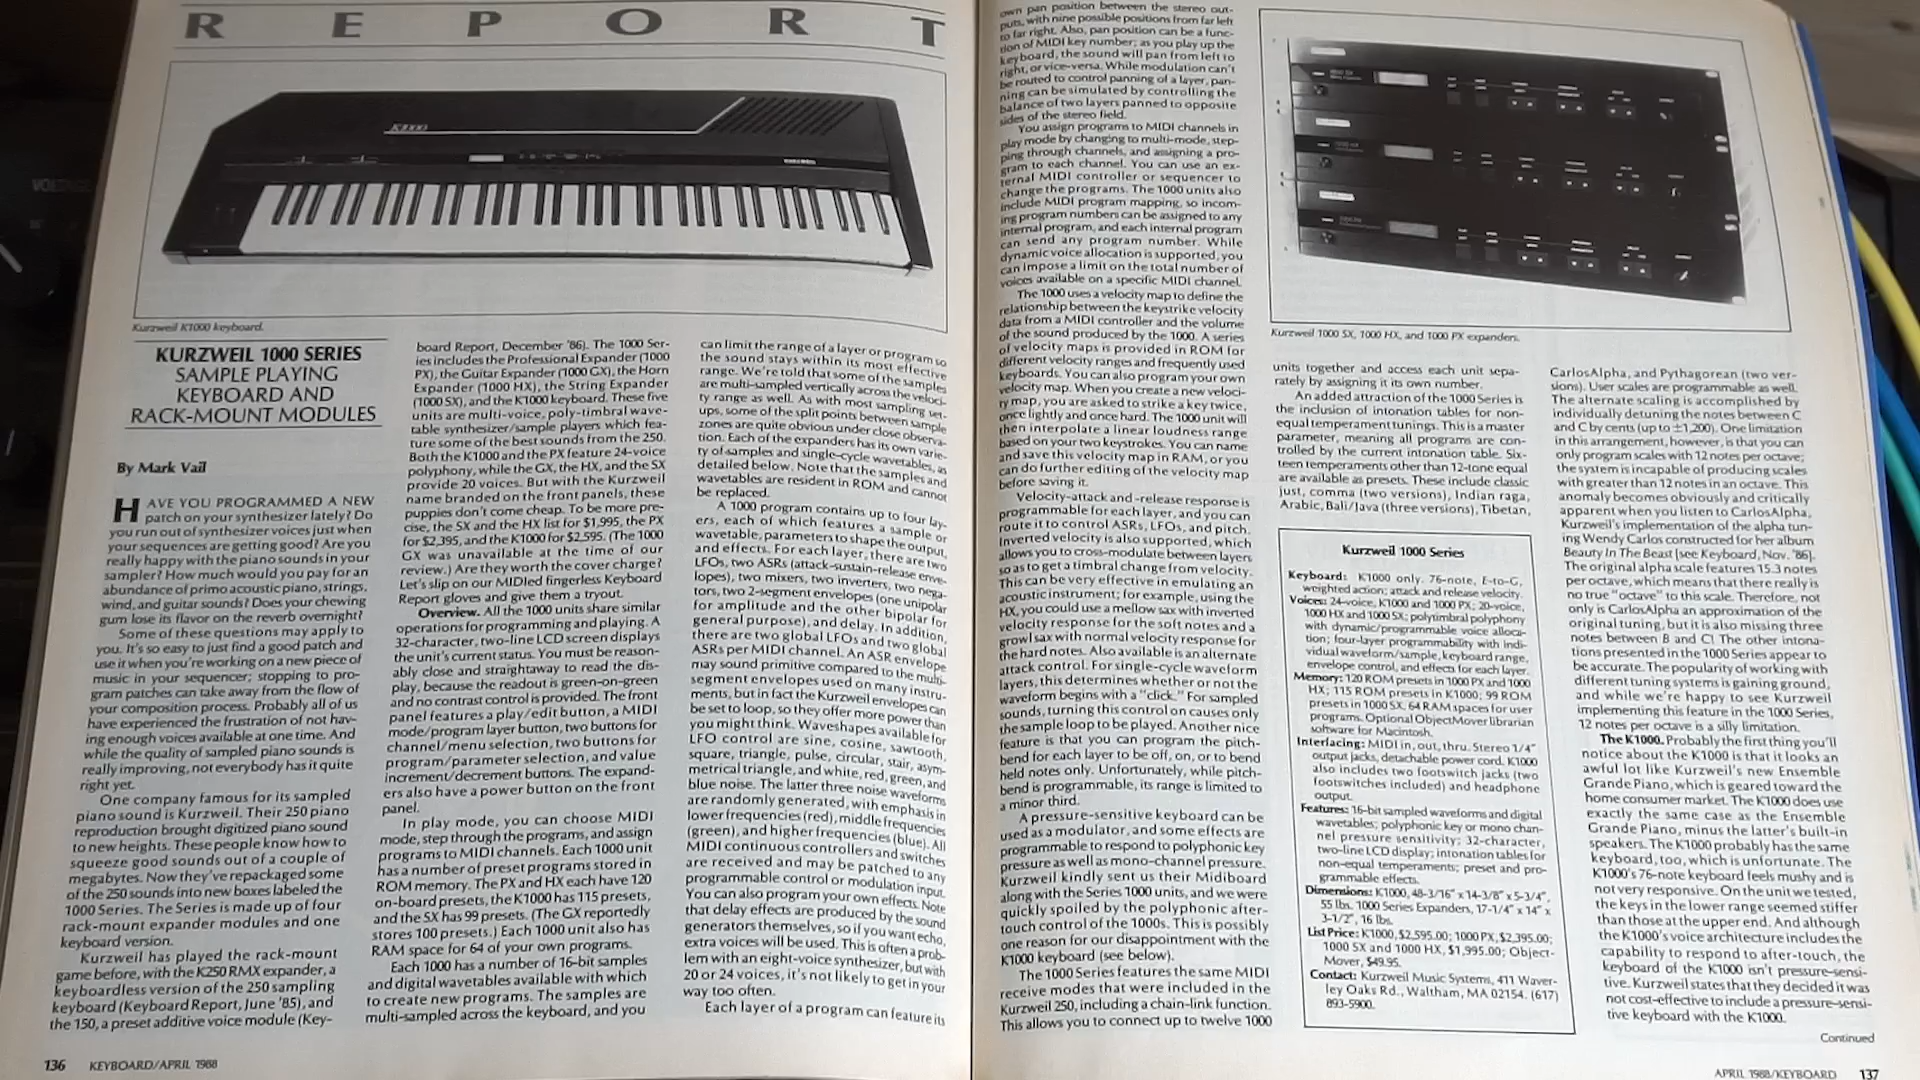 REPORT
K1000
KURZWEIL
Kurzweil K1000 keyboard.
KURZWEIL 1000 SERIES
SAMPLE PLAYING
KEYBOARD AND
RACK-MOUNT MODULES
By Mark Vail
HAVE YOU PROGRAMMED A NEW
patch on your synthesizer lately? Do
you run out of synthesizer voices just when
your sequences are getting good? Are you
really happy with the piano sounds in your
sampler? How much would you pay for an
abundance of primo acoustic piano, strings,
wind, and guitar sounds? Does your chewing
gum lose its flavor on the reverb overnight?
Some of these questions may apply to
you. It's so easy to just find a good patch and
use it when you're working on a new piece of
music in your sequencer; stopping to pro-
gram patches can take away from the flow of
your composition process. Probably all of us
have experienced the frustration of not hav-
ing enough voices available at one time. And
while the quality of sampled piano sounds is
really improving, not everybody has it quite
right yet.
One company famous for its sampled
piano sound is Kurzweil. Their 250 piano
reproduction brought digitized piano sound
to new heights. These people know how to
squeeze good sounds out of a couple of
megabytes. Now they've repackaged some
of the 250 sounds into new boxes labeled the
1000 Series. The Series is made up of four
rack-mount expander modules and one
keyboard version.
Kurzweil has played the rack-mount
game before, with the K250 RMX expander, a
keyboardless version of the 250 sampling
keyboard (Keyboard Report, June '85), and
the 150, a preset additive voice module (Key-
board Report, December '86). The 1000 Ser-
ies includes the Professional Expander (1000
PX), the Guitar Expander (1000 GX), the Horn
Expander (1000 HX), the String Expander
(1000 SX), and the K1000 keyboard. These five
units are multi-voice, poly-timbral wave-
table synthesizer/sample players which fea-
ture some of the best sounds from the 250.
Both the K1000 and the PX feature 24-voice
polyphony, while the GX, the HX, and the SX
provide 20 voices. But with the Kurzweil
name branded on the front panels, these
puppies don't come cheap. To be more pre-
cise, the SX and the HX list for $1,995, the PX
for $2,395, and the K1000 for $2,595. (The 1000
GX was unavailable at the time of our
review.) Are they worth the cover charge?
Let's slip on our MIDIed fingerless Keyboard
Report gloves and give them a tryout.
Overview. All the 1000 units share similar
operations for programming and playing. A
32-character, two-line LCD screen displays
the unit's current status. You must be reason-
ably close and straightaway to read the dis-
play, because the readout is green-on-green
and no contrast control is provided. The front
panel features a play/edit button, a MIDI
mode/program layer button, two buttons for
channel/menu selection, two buttons for
program/parameter selection, and value
increment/decrement buttons. The expand-
ers also have a power button on the front
panel.
In play mode, you can choose MIDI
mode, step through the programs, and assign
programs to MIDI channels. Each 1000 unit
has a number of preset programs stored in
ROM memory. The PX and HX each have 120
on-board presets, the K1000 has 115 presets,
and the SX has 99 presets. (The GX reportedly
stores 100 presets.) Each 1000 unit also has
RAM space for 64 of your own programs.
Each 1000 has a number of 16-bit samples
and digital wavetables available with which
to create new programs. The samples are
multi-sampled across the keyboard, and you
can limit the range of a layer or program so
the sound stays within its most effective
range. We're told that some of the samples
are multi-sampled vertically across the veloci-
ty range as well. As with most sampling set-
ups, some of the split points between sample
zones are quite obvious under close observa-
tion. Each of the expanders has its own varie-
ty of samples and single-cycle wavetables, as
detailed below. Note that the samples and
wavetables are resident in ROM and cannot
be replaced.
A 1000 program contains up to four lay-
ers, each of which features a sample or
wavetable, parameters to shape the output,
and effects. For each layer, there are two
LFOs, two ASRs (attack-sustain-release enve-
lopes), two mixers, two inverters, two nega-
tors, two 2-segment envelopes (one unipolar
for amplitude and the other bipolar for
general purpose), and delay. In addition,
there are two global LFOs and two global
ASRs per MIDI channel. An ASR envelope
may sound primitive compared to the multi-
segment envelopes used on many instru-
ments, but in fact the Kurzweil envelopes can
be set to loop, so they offer more power than
you might think. Waveshapes available for
LFO control are sine, cosine, sawtooth,
square, triangle, pulse, circular, stair, asym-
metrical triangle, and white, red, green, and
blue noise. The latter three noise waveforms
are randomly generated, with emphasis in
lower frequencies (red), middle frequencies
(green), and higher frequencies (blue). All
MIDI continuous controllers and switches
are received and may be patched to any
programmable control or modulation input.
You can also program your own effects. Note
that delay effects are produced by the sound
generators themselves, so if you want echo,
extra voices will be used. This is often a prob-
lem with an eight-voice synthesizer, but with
20 or 24 voices, it's not likely to get in your
way too often.
Each layer of a program can feature its
136 KEYBOARD/APRIL 1988
own pan position between the stereo out-
puts, with nine possible positions from far left
to far right. Also, pan position can be a func-
tion of MIDI key number; as you play up the
keyboard, the sound will pan from left to
right, or vice-versa. While modulation can't
be routed to control panning of a layer, pan-
ning can be simulated by controlling the
balance of two layers panned to opposite
sides of the stereo field.
You assign programs to MIDI channels in
play mode by changing to multi-mode, step-
ping through channels, and assigning a pro-
gram to each channel. You can use an ex-
ternal MIDI controller or sequencer to
change the programs. The 1000 units also
include MIDI program mapping, so incom-
ing program numbers can be assigned to any
internal program, and each internal program
can send any program number. While
dynamic voice allocation is supported, you
can impose a limit on the total number of
voices available on a specific MIDI channel.
The 1000 uses a velocity map to define the
relationship between the keystrike velocity
data from a MIDI controller and the volume
of the sound produced by the 1000. A series
of velocity maps is provided in ROM for
different velocity ranges and frequently used
keyboards. You can also program your own
velocity map. When you create a new veloci-
ty map, you are asked to strike a key twice,
once lightly and once hard. The 1000 unit will
then interpolate a linear loudness range
based on your two keystrokes. You can name
and save this velocity map in RAM, or you
can do further editing of the velocity map
before saving it.
Velocity-attack and -release response is
programmable for each layer, and you can
route it to control ASRs, LFOs, and pitch.
Inverted velocity is also supported, which
allows you to cross-modulate between layers
so as to get a timbral change from velocity.
This can be very effective in emulating an
acoustic instrument; for example, using the
HX, you could use a mellow sax with inverted
velocity response for the soft notes and a
growl sax with normal velocity response for
the hard notes. Also available is an alternate
attack control. For single-cycle waveform
layers, this determines whether or not the
waveform begins with a "click." For sampled
sounds, turning this control on causes only
the sample loop to be played. Another nice
feature is that you can program the pitch-
bend for each layer to be off, on, or to bend
held notes only. Unfortunately, while pitch-
bend is programmable, its range is limited to
a minor third.
A pressure-sensitive keyboard can be
used as a modulator, and some effects are
programmable to respond to polyphonic key
pressure as well as mono-channel pressure.
Kurzweil kindly sent us their Midiboard
along with the Series 1000 units, and we were
quickly spoiled by the polyphonic after-
touch control of the 1000s. This is possibly
one reason for our disappointment with the
K1000 keyboard (see below).
The 1000 Series features the same MIDI
receive modes that were included in the
Kurzweil 250, including a chain-link function.
This allows you to connect up to twelve 1000
Kurzweil 1000 SX, 1000 HX, and 1000 PX expanders.
units together and access each unit sepa-
rately by assigning it its own number.
An added attraction of the 1000 Series is
the inclusion of intonation tables for non-
equal temperament tunings. This is a master
parameter, meaning all programs are con-
trolled by the current intonation table. Six-
teen temperaments other than 12-tone equal
are available as presets. These include classic
just, comma (two versions), Indian raga,
Arabic, Bali/Java (three versions), Tibetan,
Kurzweil 1000 Series
Keyboard: K1000 only. 76-note, E-to-G,
weighted action; attack and release velocity.
Voices: 24-voice, K1000 and 1000 PX; 20-voice,
1000 HX and 1000 SX; polytimbral polyphony
with dynamic/programmable voice alloca-
tion; four-layer programmability with indi-
vidual waveform/sample, keyboard range,
envelope control, and effects for each layer.
Memory: 120 ROM presets in 1000 PX and 1000
HX; 115 ROM presets in K1000; 99 ROM
presets in 1000 SX. 64 RAM spaces for user
programs. Optional ObjectMover librarian
software for Macintosh.
Interfacing: MIDI in, out, thru. Stereo 1/4"
output jacks, detachable power cord. K1000
also includes two footswitch jacks (two
footswitches included) and headphone
output.
Features: 16-bit sampled waveforms and digital
wavetables; polyphonic key or mono chan-
nel pressure sensitivity; 32-character,
two-line LCD display; intonation tables for
non-equal temperaments; preset and pro-
grammable effects.
Dimensions: K1000, 48-3/16" x 14-3/8" x 5-3/4",
55 lbs. 1000 Series Expanders, 17-1/4" x 14" x
3-1/2", 16 lbs.
List Price: K1000, $2,595.00; 1000 PX, $2,395.00;
1000 SX and 1000 HX, $1,995.00; Object-
Mover, $49.95.
Contact: Kurzweil Music Systems, 411 Waver-
ley Oaks Rd., Waltham, MA 02154. (617)
893-5900.
CarlosAlpha, and Pythagorean (two ver-
sions). User scales are programmable as well.
The alternate scaling is accomplished by
individually detuning the notes between C
and C by cents (up to ±1,200). One limitation
in this arrangement, however, is that you can
only program scales with 12 notes per octave;
the system is incapable of producing scales
with greater than 12 notes in an octave. This
anomaly becomes obviously and critically
apparent when you listen to CarlosAlpha,
Kurzweil's implementation of the alpha tun-
ing Wendy Carlos constructed for her album
Beauty In The Beast [see Keyboard, Nov. '86].
The original alpha scale features 15.3 notes
per octave, which means that there really is
no true "octave" to this scale. Therefore, not
only is CarlosAlpha an approximation of the
original tuning, but it is also missing three
notes between B and C! The other intona-
tions presented in the 1000 Series appear to
be accurate. The popularity of working with
different tuning systems is gaining ground,
and while we're happy to see Kurzweil
implementing this feature in the 1000 Series,
12 notes per octave is a silly limitation.
The K1000. Probably the first thing you'll
notice about the K1000 is that it looks an
awful lot like Kurzweil's new Ensemble
Grande Piano, which is geared toward the
home consumer market. The K1000 does use
exactly the same case as the Ensemble
Grande Piano, minus the latter's built-in
speakers. The K1000 probably has the same
keyboard, too, which is unfortunate. The
K1000's 76-note keyboard feels mushy and is
not very responsive. On the unit we tested,
the keys in the lower range seemed stiffer
than those at the upper end. And although
the K1000's voice architecture includes the
capability to respond to after-touch, the
keyboard of the K1000 isn't pressure-sensi-
tive. Kurzweil states that they decided it was
not cost-effective to include a pressure-sensi-
tive keyboard with the K1000.
Continued
APRIL 1988/KEYBOARD 137